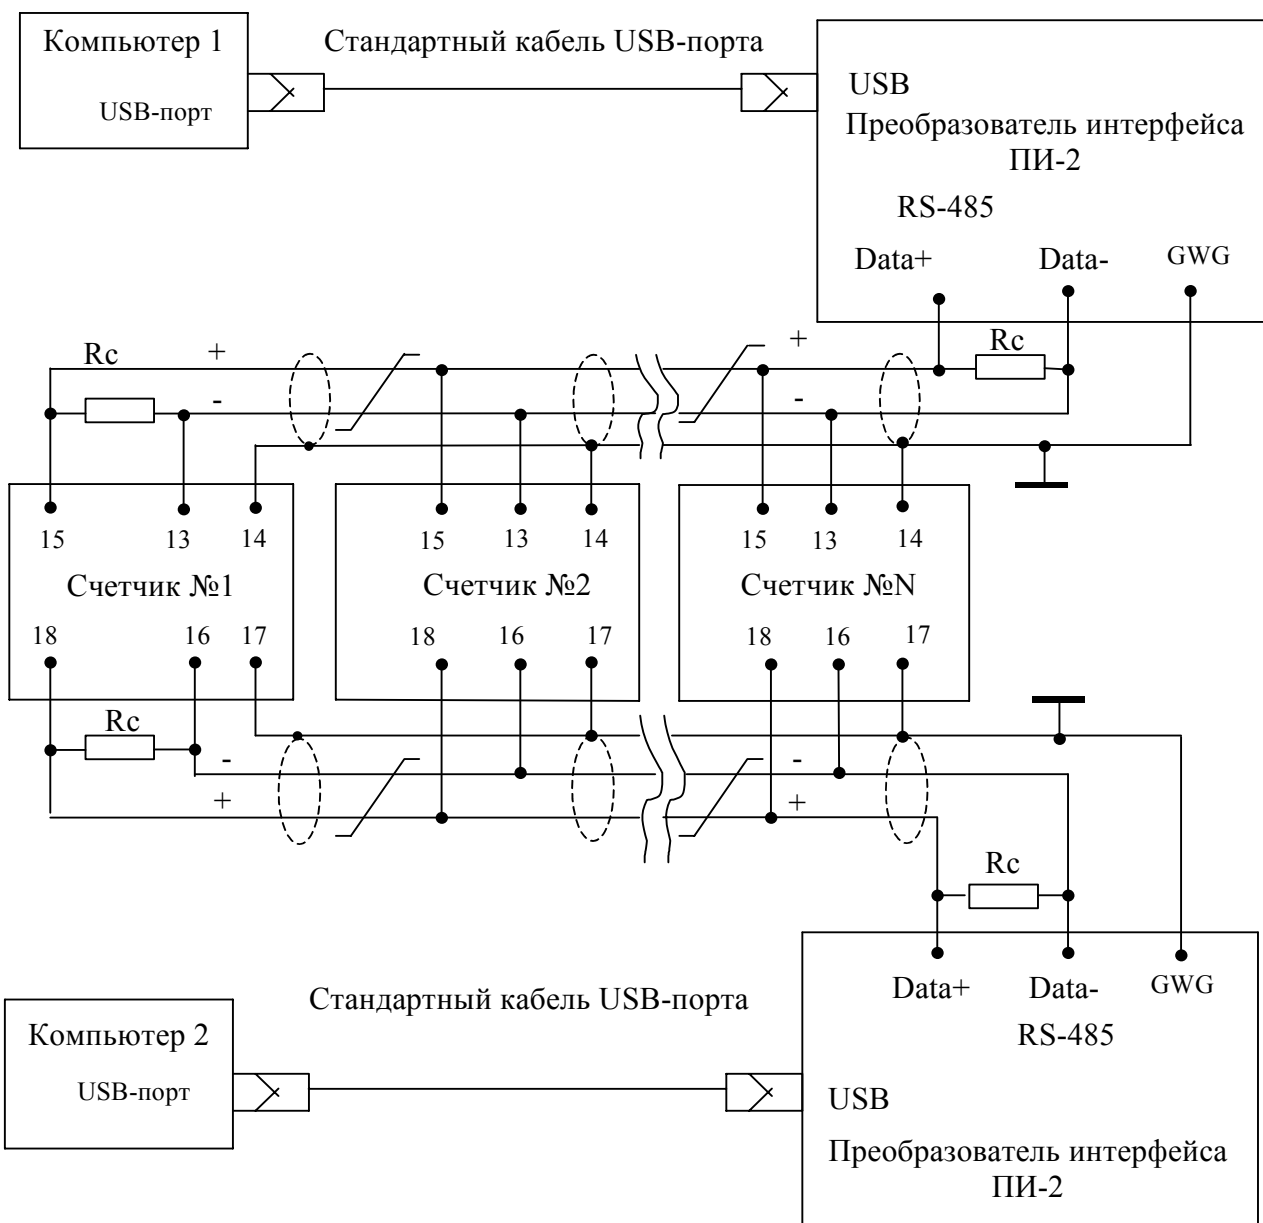 Компьютер 1
USB-порт
Стандартный кабель USB-порта
USB
Преобразователь интерфейса
ПИ-2
RS-485
Data+ Data- GWG
Rc + + Rc
- -
15 13 14 15 13 14 15 13 14
Счетчик №1 Счетчик №2 Счетчик №N
18 16 17 18 16 17 18 16 17
Rc
- -
+ +
Rc
Data+ Data- GWG
RS-485
Стандартный кабель USB-порта
Компьютер 2
USB-порт
USB
Преобразователь интерфейса
ПИ-2